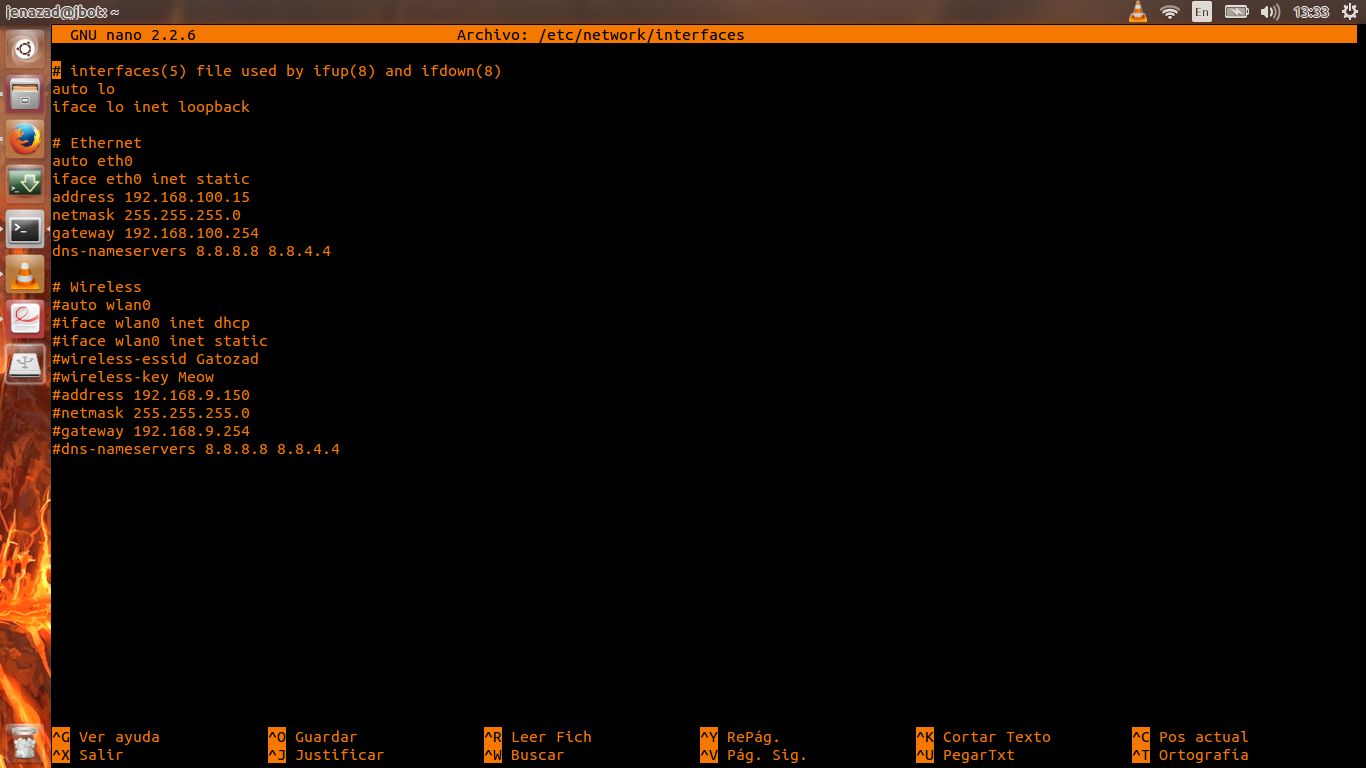 jenazad@jbot: ~
En
13:33
GNU nano 2.2.6 Archivo: /etc/network/interfaces
# interfaces(5) file used by ifup(8) and ifdown(8)
auto lo
iface lo inet loopback
# Ethernet
auto eth0
iface eth0 inet static
address 192.168.100.15
netmask 255.255.255.0
gateway 192.168.100.254
dns-nameservers 8.8.8.8 8.8.4.4
# Wireless
#auto wlan0
#iface wlan0 inet dhcp
#iface wlan0 inet static
#wireless-essid Gatozad
#wireless-key Meow
#address 192.168.9.150
#netmask 255.255.255.0
#gateway 192.168.9.254
#dns-nameservers 8.8.8.8 8.8.4.4
^G Ver ayuda ^O Guardar ^R Leer Fich ^Y RePág. ^K Cortar Texto ^C Pos actual
^X Salir ^J Justificar ^W Buscar ^V Pág. Sig. ^U PegarTxt ^T Ortografía